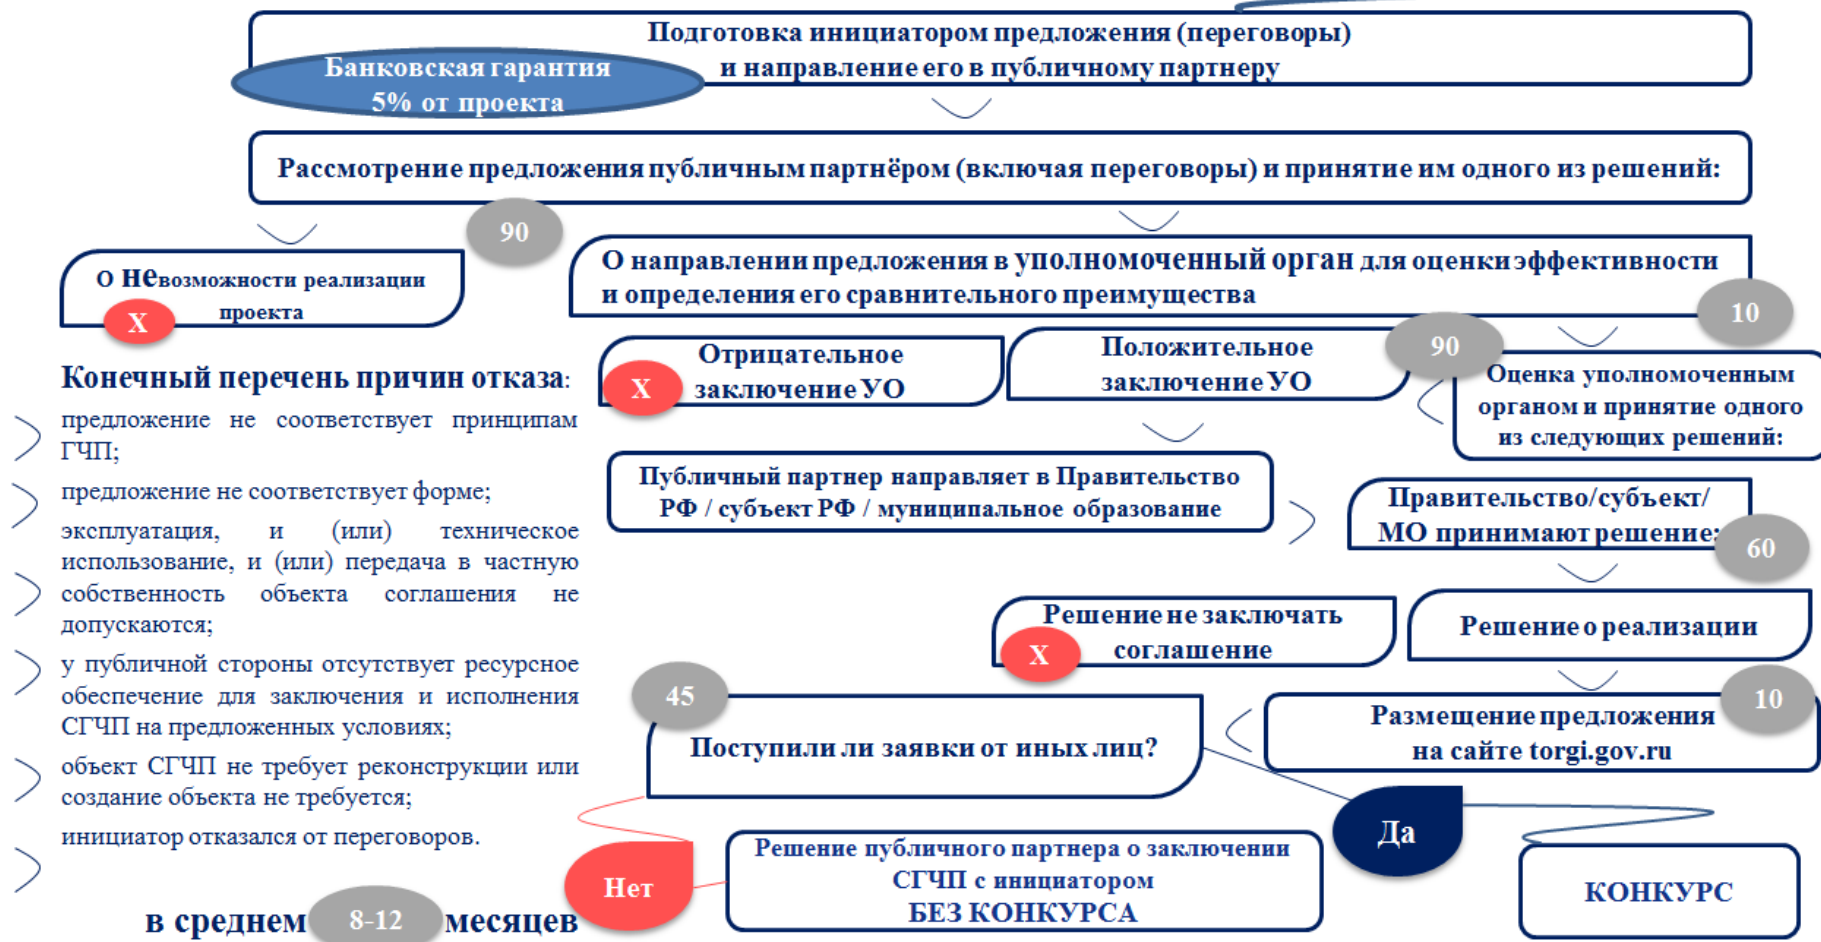 Подготовка инициатором предложения (переговоры)
и направление его в публичному партнеру
Банковская гарантия
5% от проекта
Рассмотрение предложения публичным партнёром (включая переговоры) и принятие им одного из решений:
90
О невозможности реализации
проекта
X
О направлении предложения в уполномоченный орган для оценки эффективности
и определения его сравнительного преимущества
10
Отрицательное
заключение УО
X
Положительное
заключение УО
90
Оценка уполномоченным
органом и принятие одного
из следующих решений:
Конечный перечень причин отказа:
предложение не соответствует принципам
ГЧП;
предложение не соответствует форме;
эксплуатация, и (или) техническое
использование, и (или) передача в частную
собственность объекта соглашения не
допускаются;
у публичной стороны отсутствует ресурсное
обеспечение для заключения и исполнения
СГЧП на предложенных условиях;
объект СГЧП не требует реконструкции или
создание объекта не требуется;
инициатор отказался от переговоров.
в среднем 8-12 месяцев
Публичный партнер направляет в Правительство
РФ / субъект РФ / муниципальное образование
Правительство/субъект/
МО принимают решение:
60
Решение не заключать
соглашение
X
Решение о реализации
10
Размещение предложения
на сайте torgi.gov.ru
45
Поступили ли заявки от иных лиц?
Да
Нет
Решение публичного партнера о заключении
СГЧП с инициатором
БЕЗ КОНКУРСА
КОНКУРС